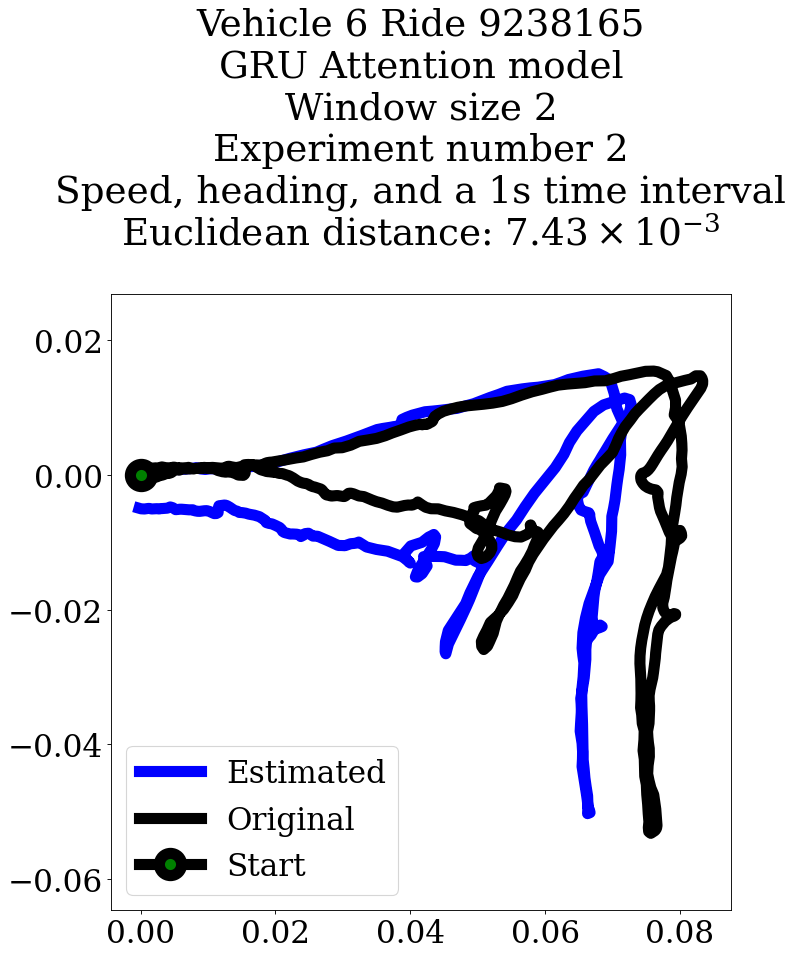 Vehicle 6 Ride 9238165
GRU Attention model
Window size 2
Experiment number 2
Speed, heading, and a 1s time interval
Euclidean distance: 7.43 × 10⁻³
0.02
0.00
−0.02
−0.04
−0.06
Estimated
Original
Start
0.00 0.02 0.04 0.06 0.08